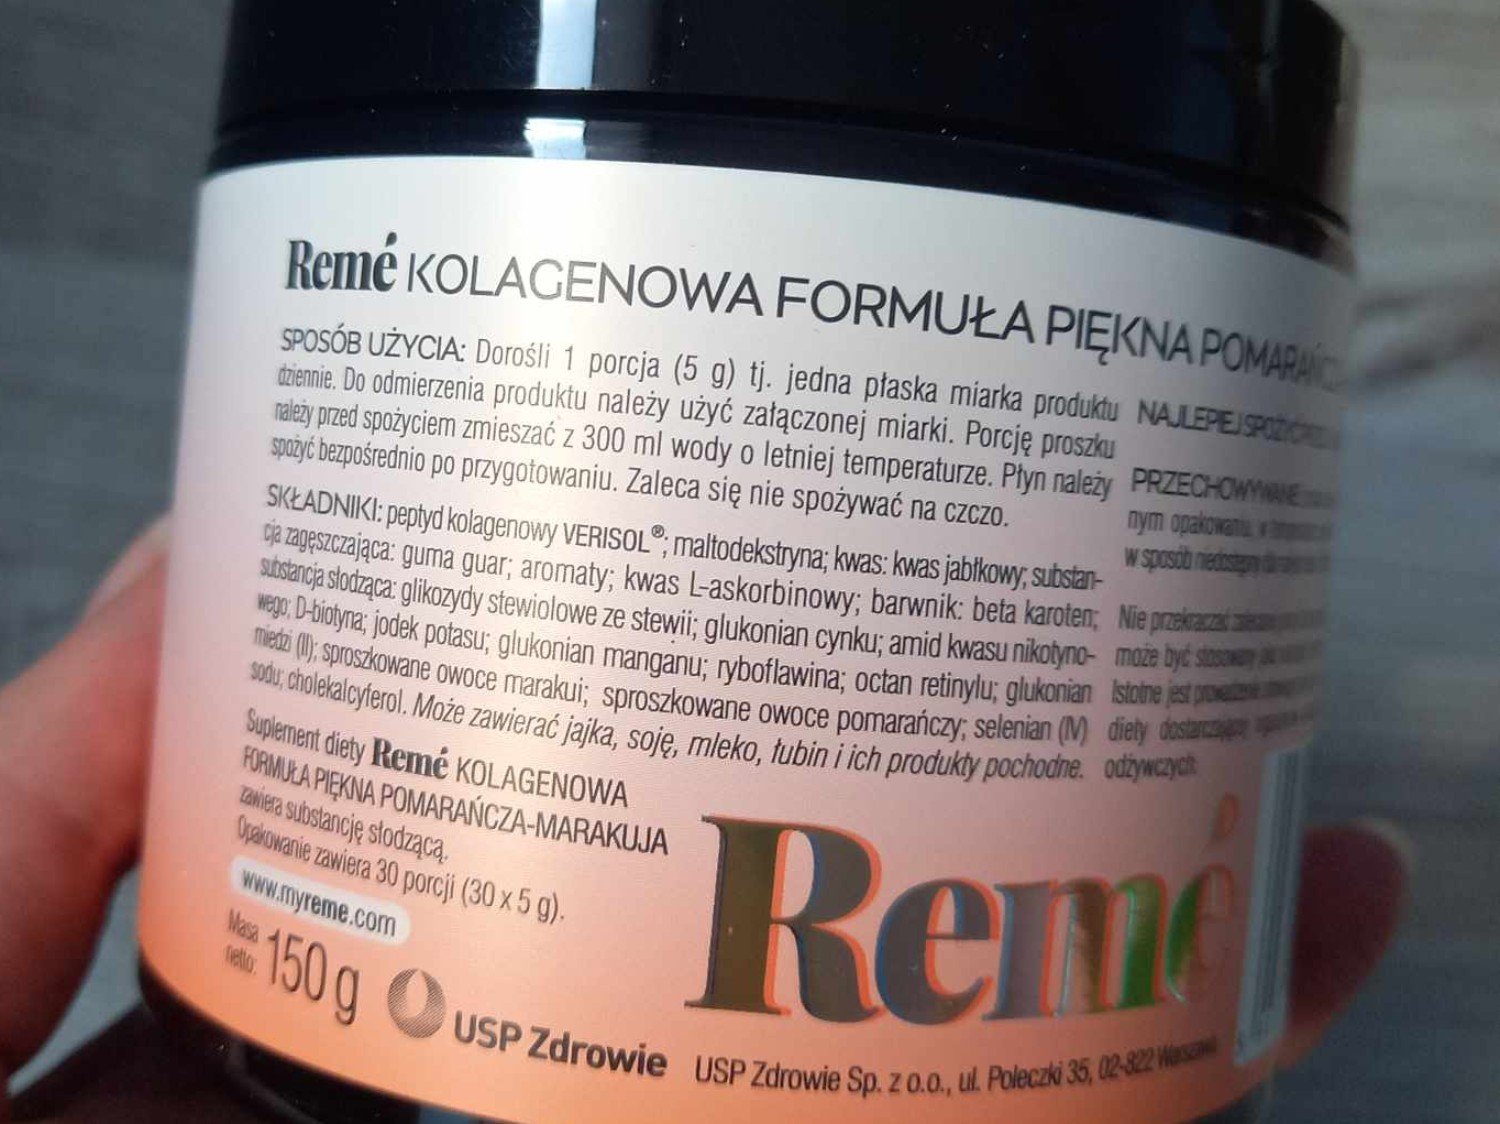 Remé KOLAGENOWA FORMUŁA PIĘKNA
SPOSÓB UŻYCIA: Dorośli 1 porcja (5 g) tj. jedna płaska miarka produktu
dziennie. Do odmierzenia produktu należy użyć załączonej miarki. Porcję proszku
należy przed spożyciem zmieszać z 300 ml wody o letniej temperaturze. Płyn należy
spożyć bezpośrednio po przygotowaniu. Zaleca się nie spożywać na czczo.
SKŁADNIKI: peptyd kolagenowy VERISOL®; maltodekstryna; kwas: kwas jabłkowy; substan-
cja zagęszczająca: guma guar; aromaty; kwas L-askorbinowy; barwnik: beta karoten;
substancja słodząca: glikozydy stewiolowe ze stewii; glukonian cynku; amid kwasu nikotyno-
wego; D-biotyna; jodek potasu; glukonian manganu; ryboflawina; octan retinylu; glukonian
miedzi (II); sproszkowane owoce marakui; sproszkowane owoce pomarańczy; selenian (IV)
sodu; cholekalcyferol. Może zawierać jajka, soję, mleko, łubin i ich produkty pochodne.
Suplement diety Remé KOLAGENOWA
FORMUŁA PIĘKNA POMARAŃCZA-MARAKUJA
zawiera substancję słodzącą.
Opakowanie zawiera 30 porcji (30 x 5 g).
www.myreme.com
Masa
netto: 150 g
USP Zdrowie
NAJLEPIEJ SPOŻYĆ
PRZECHOWYWANIE:
nym opakowaniu, w
w sposób niedostępny dla
Nie przekraczać
może być stosowany
Istotne jest prowadzenie
diety
odżywczych.
Remé
USP Zdrowie Sp. z o.o., ul. Poleczki 35, 02-822 Warszawa